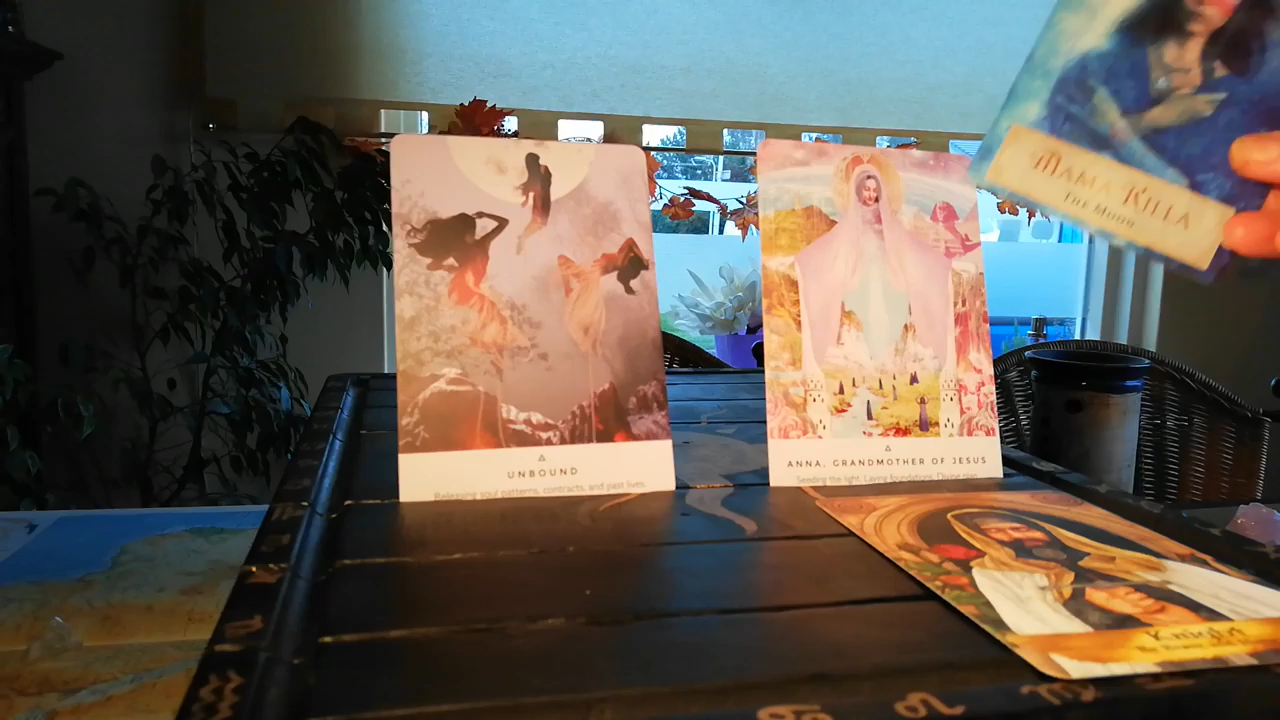 MAMA KILLA
THE MOON
UNBOUND
Releasing soul patterns, contracts, and past lives.
ANNA, GRANDMOTHER OF JESUS
Sending the light. Laying foundations. Divine plan.
Knight